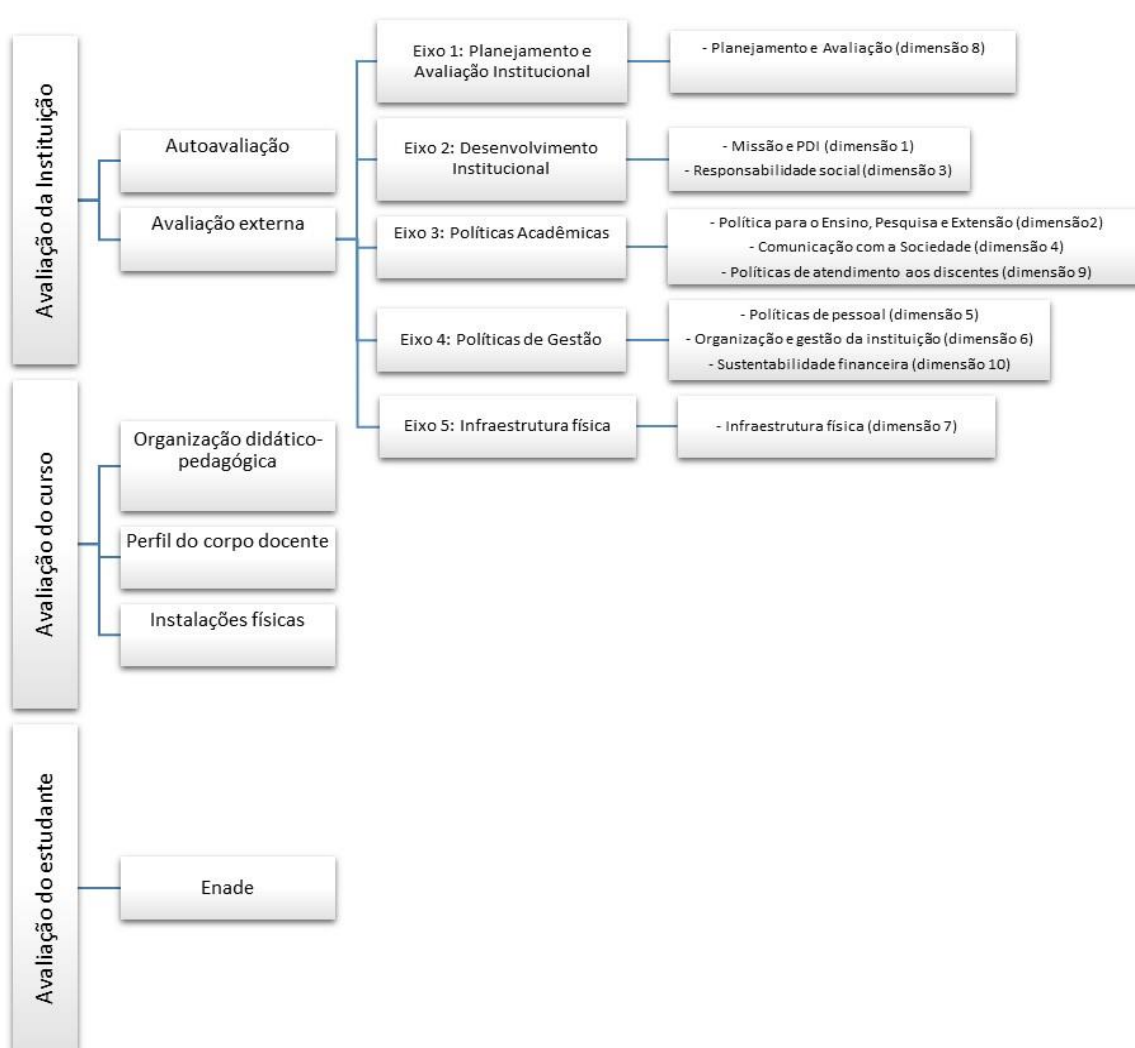 Avaliação da Instituição
Autoavaliação
Avaliação externa
Eixo 1: Planejamento e
Avaliação Institucional
- Planejamento e Avaliação (dimensão 8)
Eixo 2: Desenvolvimento
Institucional
- Missão e PDI (dimensão 1)
- Responsabilidade social (dimensão 3)
Eixo 3: Políticas Acadêmicas
- Política para o Ensino, Pesquisa e Extensão (dimensão2)
- Comunicação com a Sociedade (dimensão 4)
- Políticas de atendimento aos discentes (dimensão 9)
Eixo 4: Políticas de Gestão
- Políticas de pessoal (dimensão 5)
- Organização e gestão da instituição (dimensão 6)
- Sustentabilidade financeira (dimensão 10)
Eixo 5: Infraestrutura física
- Infraestrutura física (dimensão 7)
Avaliação do curso
Organização didático-
pedagógica
Perfil do corpo docente
Instalações físicas
Avaliação do estudante
Enade